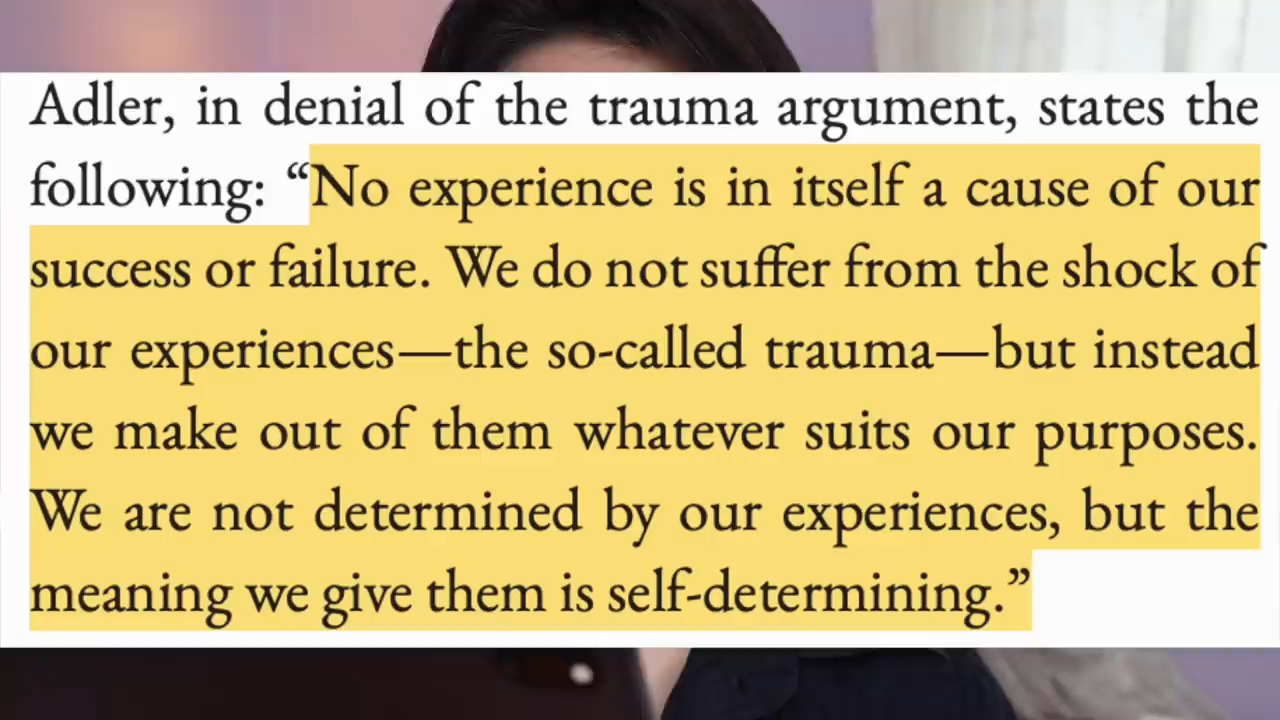 Adler, in denial of the trauma argument, states the
following: “No experience is in itself a cause of our
success or failure. We do not suffer from the shock of
our experiences—the so-called trauma—but instead
we make out of them whatever suits our purposes.
We are not determined by our experiences, but the
meaning we give them is self-determining.”